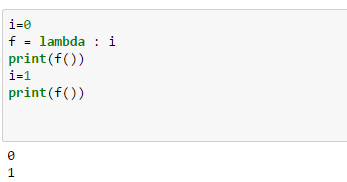 i=0
f = lambda : i
print(f())
i=1
print(f())
0
1